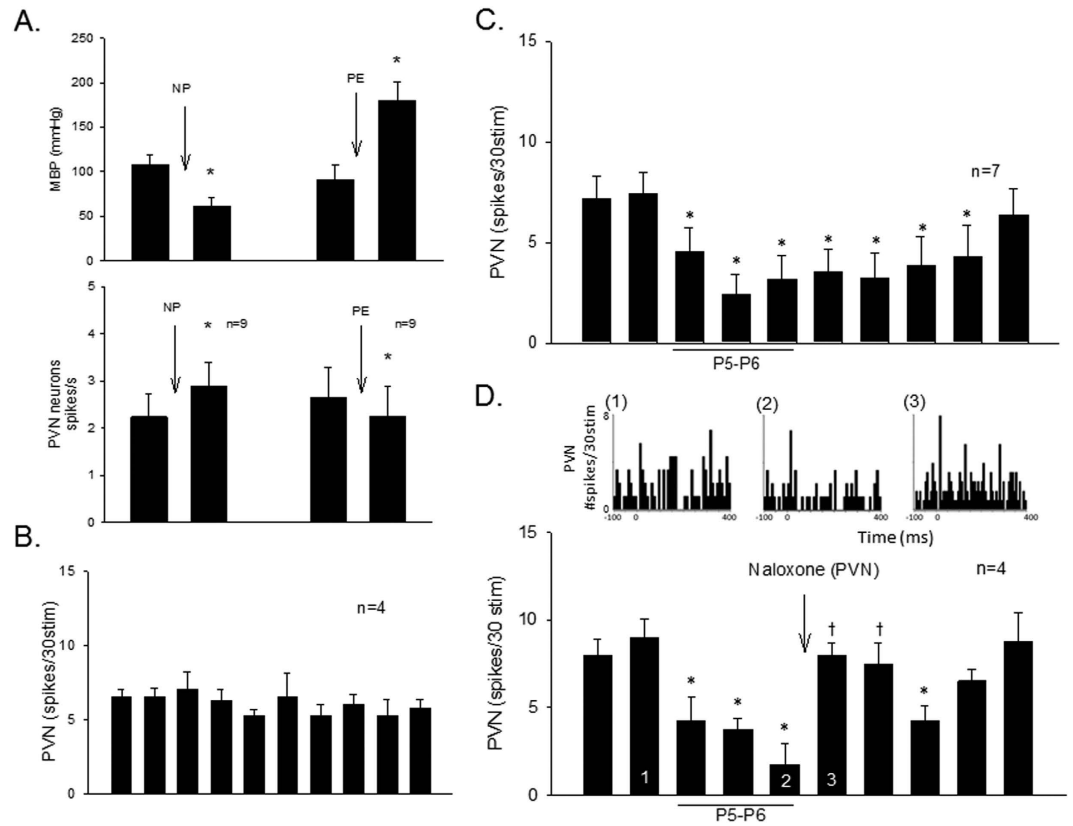 A.
250
200
150
100
50
0
MBP (mmHg)
NP
*
PE
*
5
4
3
2
1
0
PVN neurons
spikes/s
NP
*
n=9
PE
*
n=9
B.
15
10
5
0
PVN (spikes/30stim)
n=4
C.
15
10
5
0
PVN (spikes/30stim)
* * * * * * *
n=7
P5-P6
D.
(1) (2) (3)
8
0
PVN
#spikes/30stim
-100 0 400 -100 0 400 -100 0 400
Time (ms)
15
10
5
0
PVN (spikes/30 stim)
Naloxone (PVN)
n=4
* * * † † *
1 2 3
P5-P6